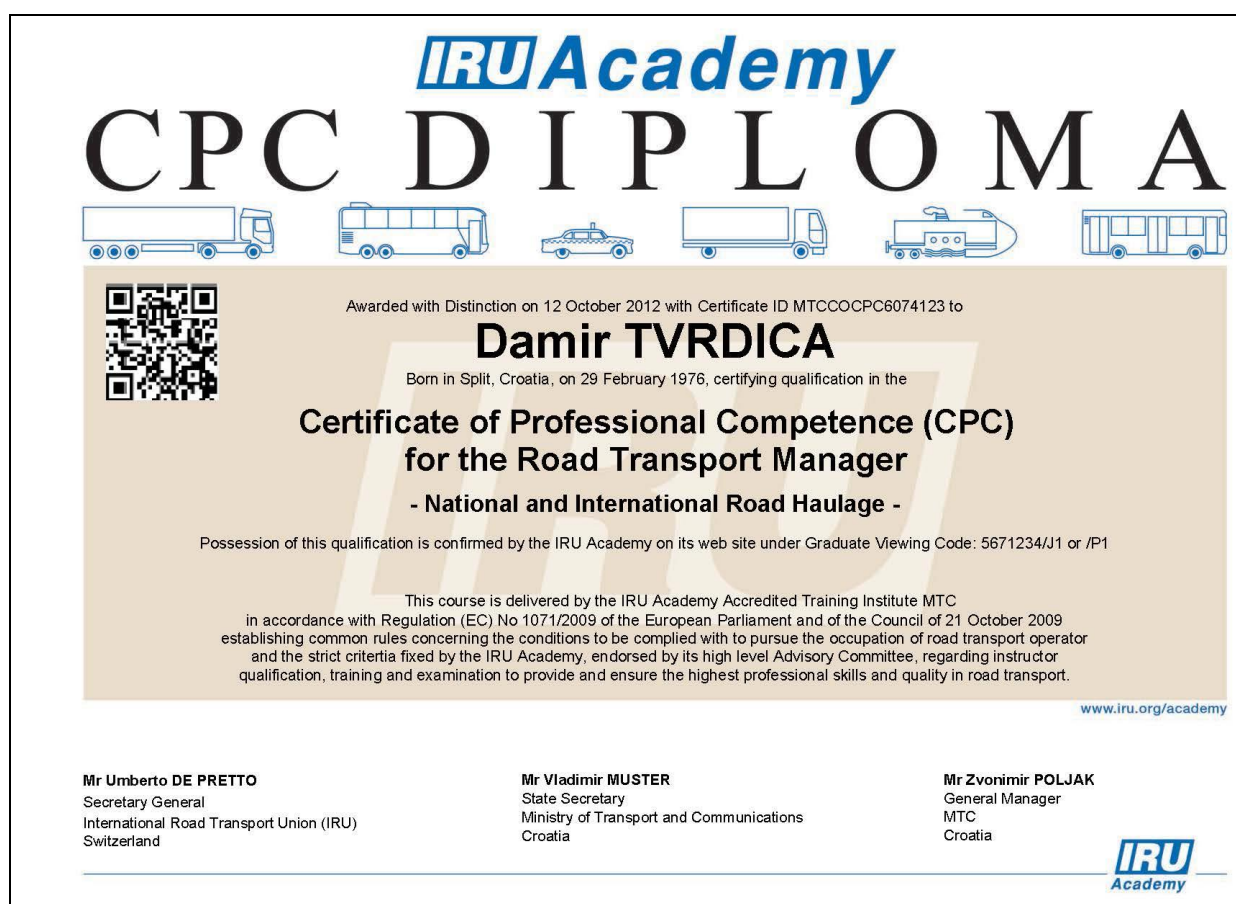 IRU Academy
CPC DIPLOMA
Awarded with Distinction on 12 October 2012 with Certificate ID MTCCOCPC6074123 to
Damir TVRDICA
Born in Split, Croatia, on 29 February 1976, certifying qualification in the
Certificate of Professional Competence (CPC)
for the Road Transport Manager
- National and International Road Haulage -
Possession of this qualification is confirmed by the IRU Academy on its web site under Graduate Viewing Code: 5671234/J1 or /P1
This course is delivered by the IRU Academy Accredited Training Institute MTC
in accordance with Regulation (EC) No 1071/2009 of the European Parliament and of the Council of 21 October 2009
establishing common rules concerning the conditions to be complied with to pursue the occupation of road transport operator
and the strict critertia fixed by the IRU Academy, endorsed by its high level Advisory Committee, regarding instructor
qualification, training and examination to provide and ensure the highest professional skills and quality in road transport.
IRU
www.iru.org/academy
Mr Umberto DE PRETTO
Secretary General
International Road Transport Union (IRU)
Switzerland
Mr Vladimir MUSTER
State Secretary
Ministry of Transport and Communications
Croatia
Mr Zvonimir POLJAK
General Manager
MTC
Croatia
IRU
Academy